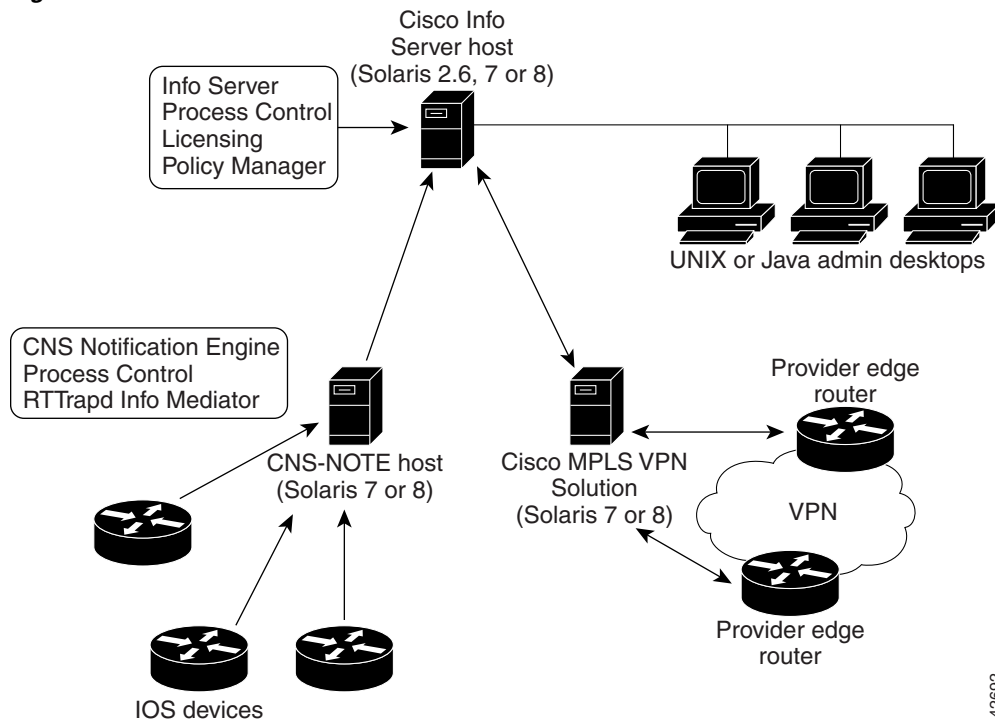 Cisco Info
Server host
(Solaris 2.6, 7 or 8)
Info Server
Process Control
Licensing
Policy Manager
UNIX or Java admin desktops
CNS Notification Engine
Process Control
RTTrapd Info Mediator
CNS-NOTE host
(Solaris 7 or 8)
Cisco MPLS VPN
Solution
(Solaris 7 or 8)
Provider edge
router
VPN
Provider edge
router
IOS devices